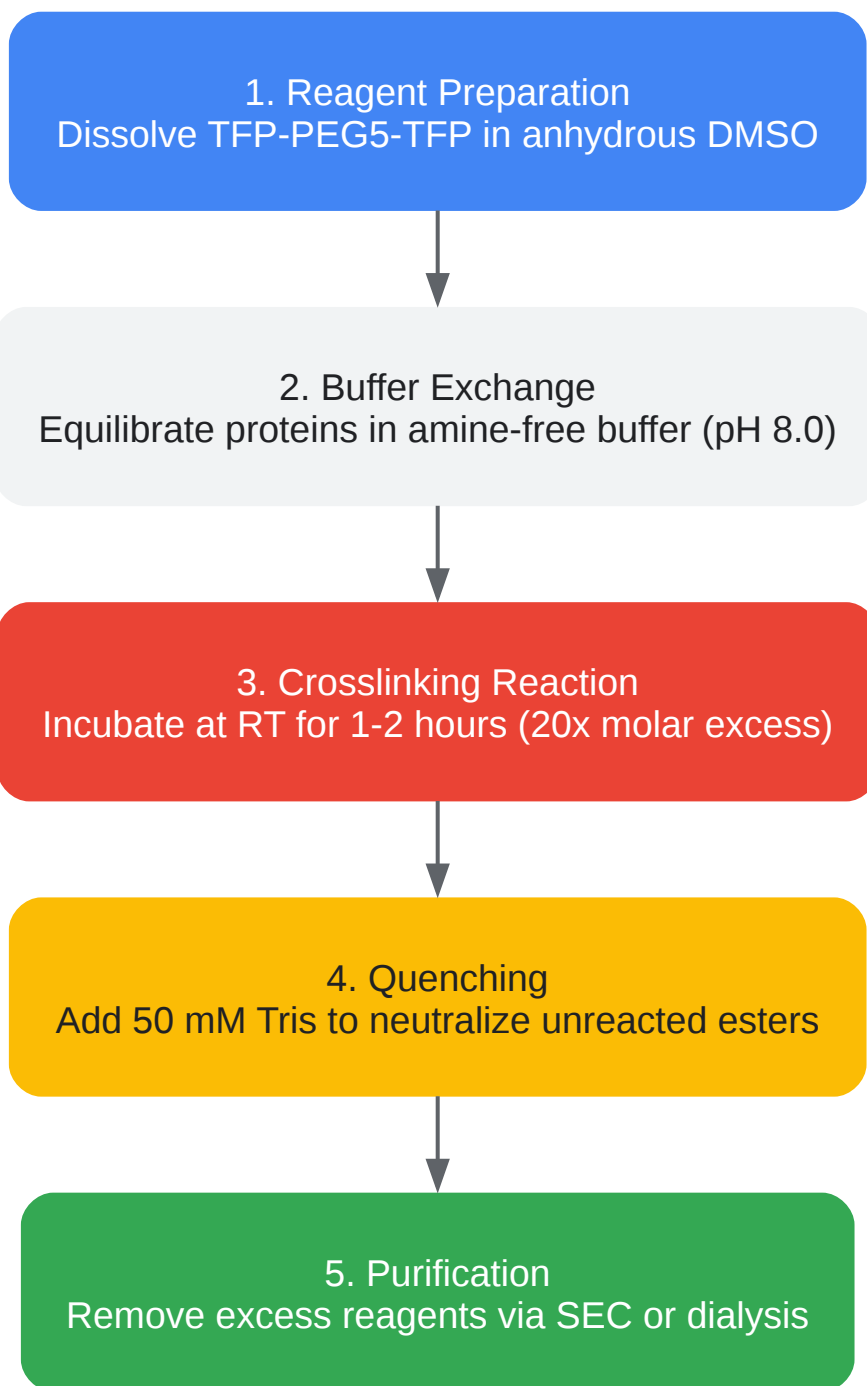 1. Reagent Preparation
Dissolve TFP-PEG5-TFP in anhydrous DMSO
2. Buffer Exchange
Equilibrate proteins in amine-free buffer (pH 8.0)
3. Crosslinking Reaction
Incubate at RT for 1-2 hours (20x molar excess)
4. Quenching
Add 50 mM Tris to neutralize unreacted esters
5. Purification
Remove excess reagents via SEC or dialysis